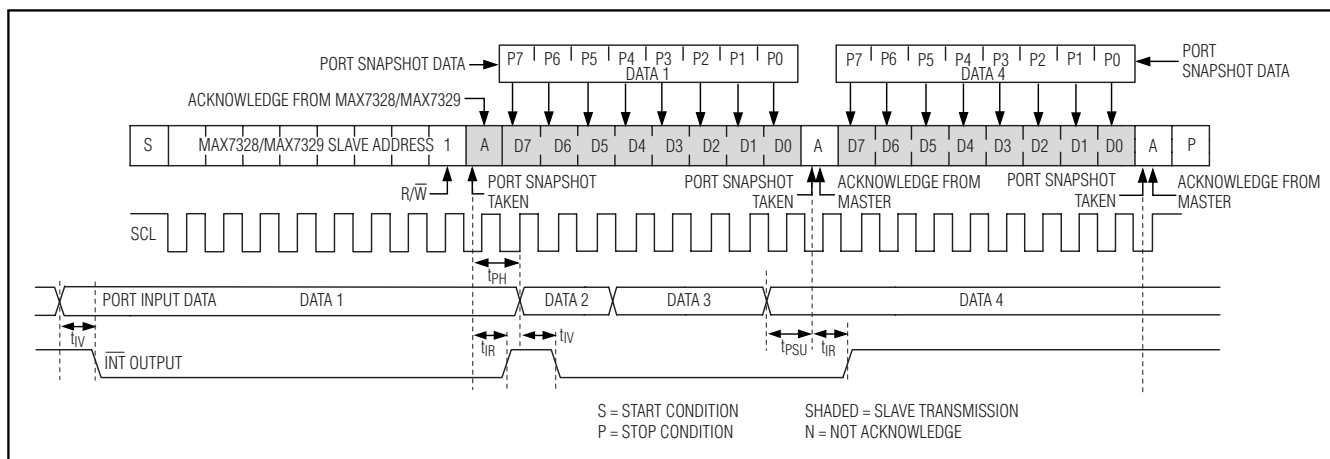 P7 P6 P5 P4 P3 P2 P1 P0
DATA 1
PORT SNAPSHOT DATA
P7 P6 P5 P4 P3 P2 P1 P0
DATA 4
PORT
SNAPSHOT DATA
ACKNOWLEDGE FROM MAX7328/MAX7329
S MAX7328/MAX7329 SLAVE ADDRESS 1 A D7 D6 D5 D4 D3 D2 D1 D0 A D7 D6 D5 D4 D3 D2 D1 D0 A P
R/W̅
PORT SNAPSHOT
TAKEN
PORT SNAPSHOT
TAKEN
ACKNOWLEDGE FROM
MASTER
PORT SNAPSHOT
TAKEN
ACKNOWLEDGE FROM
MASTER
SCL
tPH
PORT INPUT DATA DATA 1 DATA 2 DATA 3 DATA 4
tIV tIR tIV tPSU tIR
I̅N̅T̅ OUTPUT
S = START CONDITION SHADED = SLAVE TRANSMISSION
P = STOP CONDITION N = NOT ACKNOWLEDGE